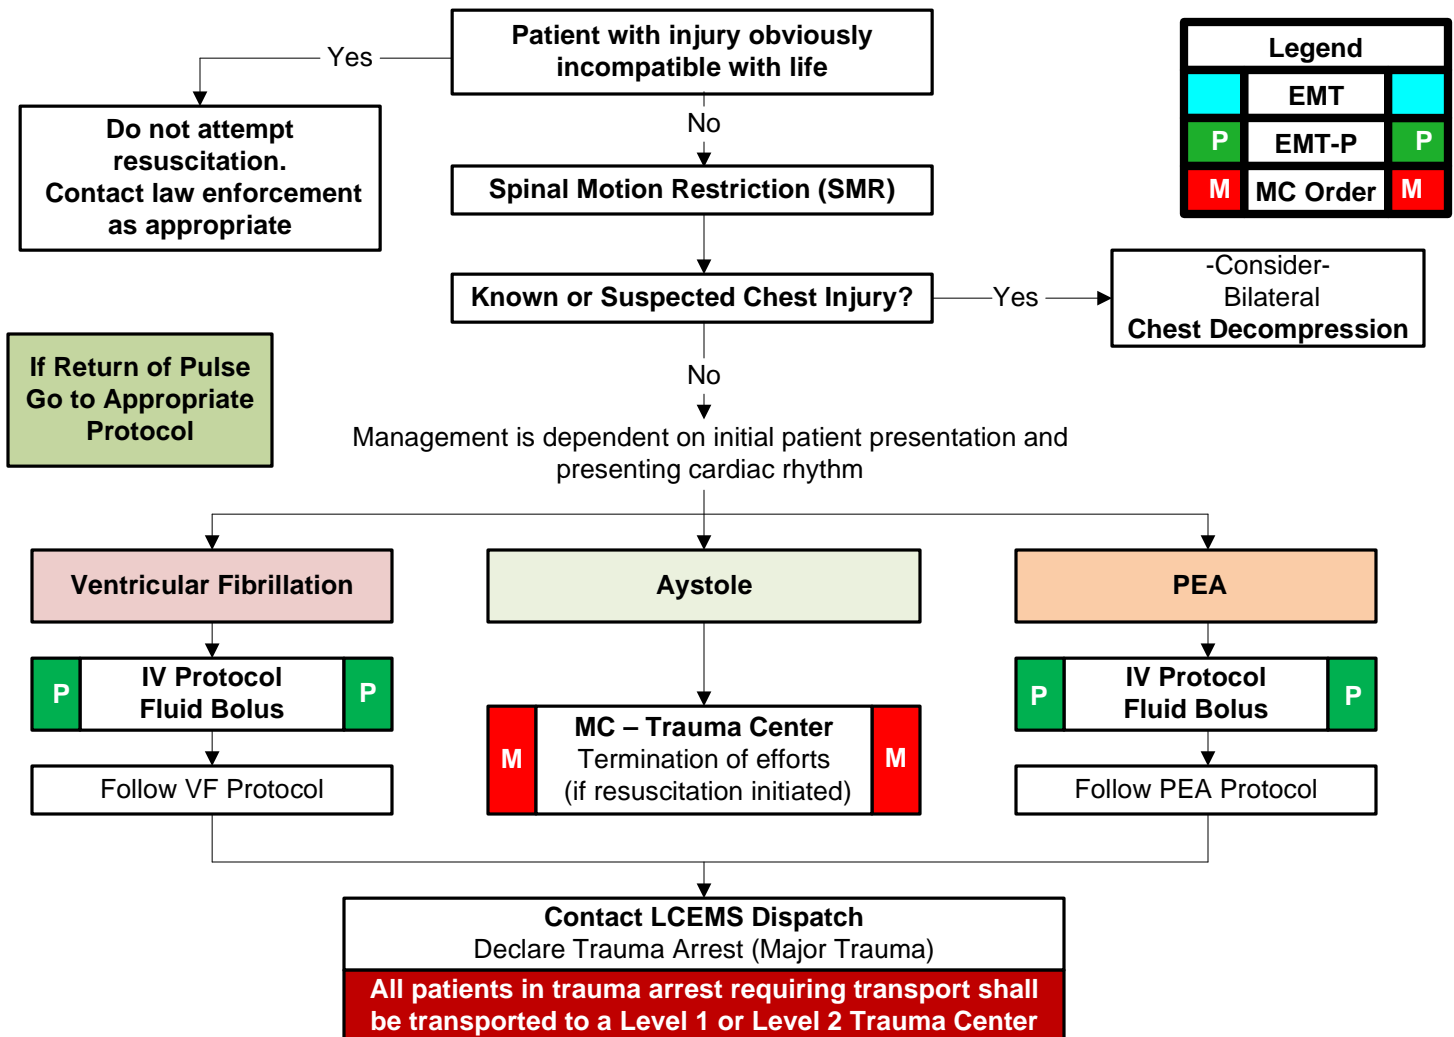 Patient with injury obviously
incompatible with life
Yes
No
Do not attempt
resuscitation.
Contact law enforcement
as appropriate
Legend
EMT
P EMT-P P
M MC Order M
Spinal Motion Restriction (SMR)
Known or Suspected Chest Injury?
Yes
-Consider-
Bilateral
Chest Decompression
If Return of Pulse
Go to Appropriate
Protocol
No
Management is dependent on initial patient presentation and
presenting cardiac rhythm
Ventricular Fibrillation
Aystole
PEA
P IV Protocol P
Fluid Bolus
Follow VF Protocol
M MC – Trauma Center M
Termination of efforts
(if resuscitation initiated)
P IV Protocol P
Fluid Bolus
Follow PEA Protocol
Contact LCEMS Dispatch
Declare Trauma Arrest (Major Trauma)
All patients in trauma arrest requiring transport shall
be transported to a Level 1 or Level 2 Trauma Center